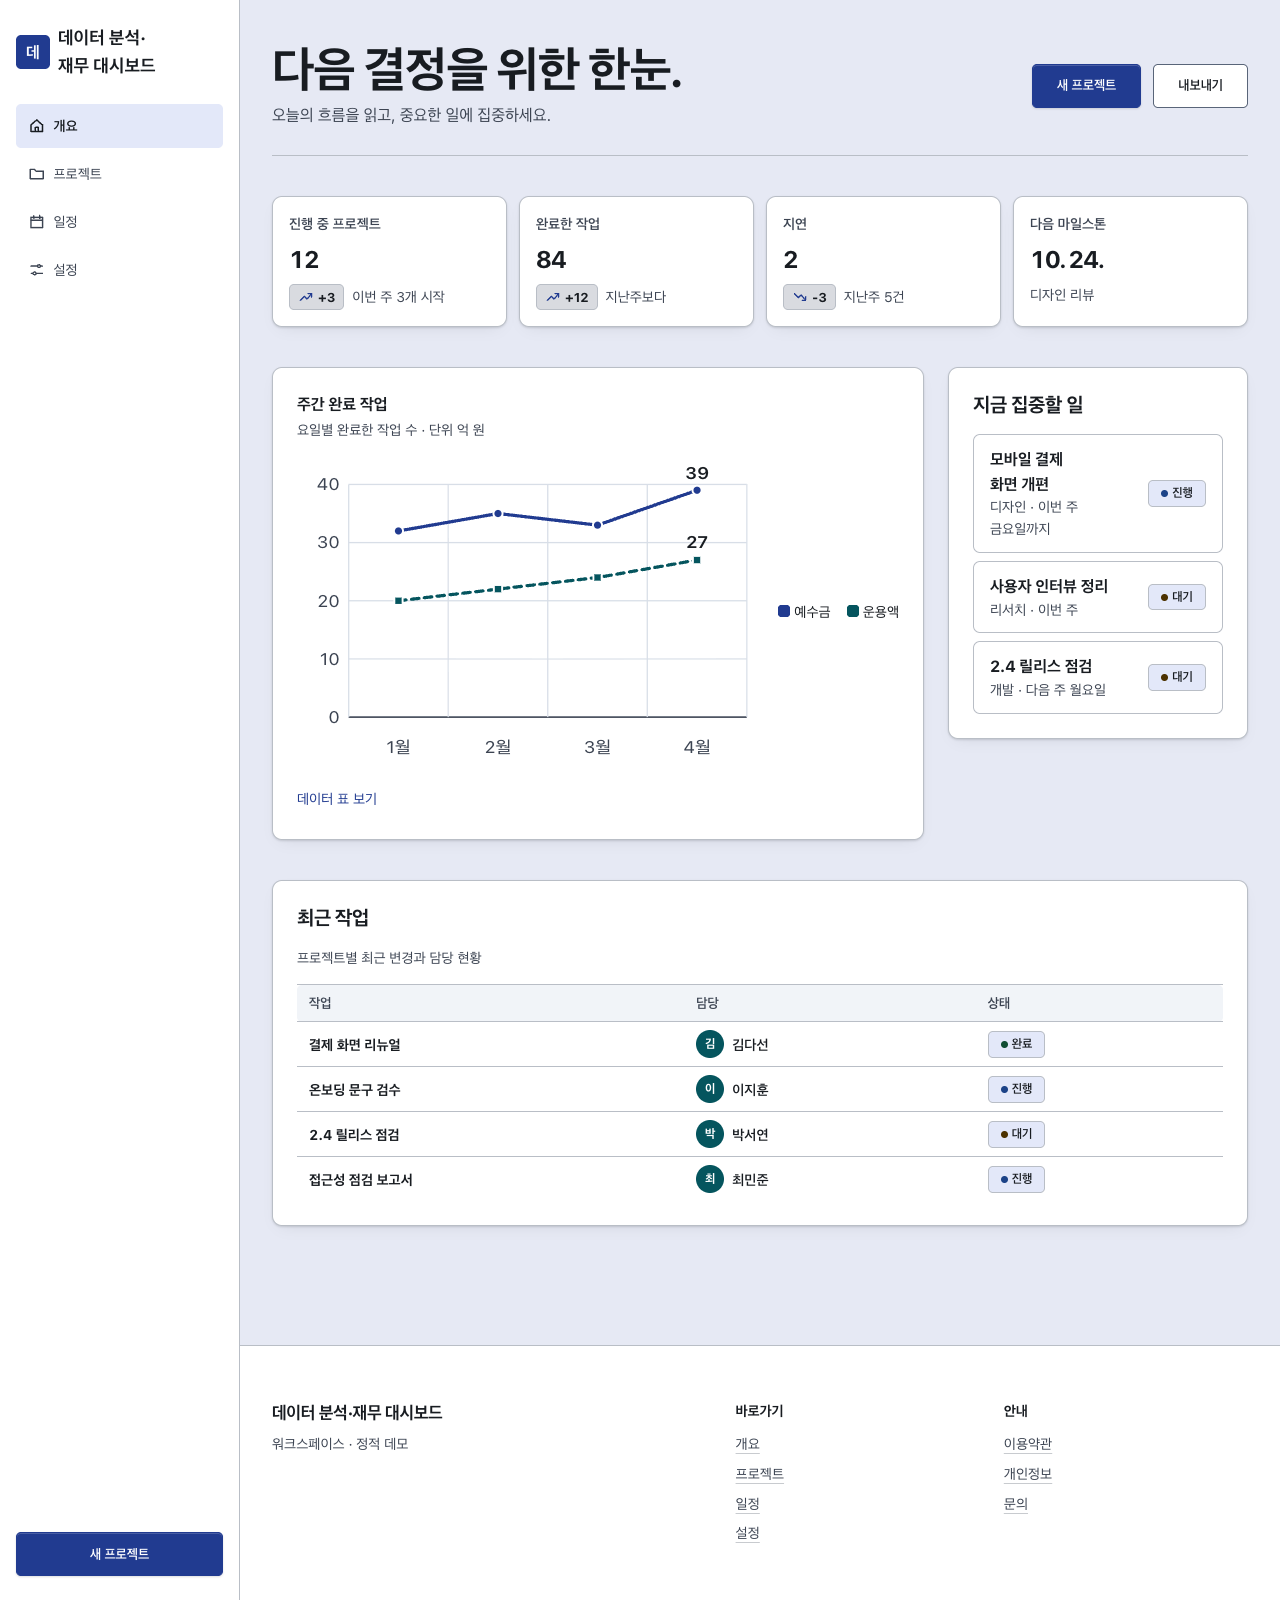 데
데이터 분석·
재무 대시보드
개요
프로젝트
일정
설정
새 프로젝트
다음 결정을 위한 한눈.
오늘의 흐름을 읽고, 중요한 일에 집중하세요.
새 프로젝트
내보내기
진행 중 프로젝트
12
+3 이번 주 3개 시작
완료한 작업
84
+12 지난주보다
지연
2
-3 지난주 5건
다음 마일스톤
10. 24.
디자인 리뷰
주간 완료 작업
요일별 완료한 작업 수 · 단위 억 원
40
30
20
10
0
39
27
1월
2월
3월
4월
예수금
운용액
데이터 표 보기
지금 집중할 일
모바일 결제
화면 개편
디자인 · 이번 주
금요일까지
진행
사용자 인터뷰 정리
리서치 · 이번 주
대기
2.4 릴리스 점검
개발 · 다음 주 월요일
대기
최근 작업
프로젝트별 최근 변경과 담당 현황
작업 담당 상태
결제 화면 리뉴얼 김 김다선 완료
온보딩 문구 검수 이 이지훈 진행
2.4 릴리스 점검 박 박서연 대기
접근성 점검 보고서 최 최민준 진행
데이터 분석·재무 대시보드
워크스페이스 · 정적 데모
바로가기
개요
프로젝트
일정
설정
안내
이용약관
개인정보
문의